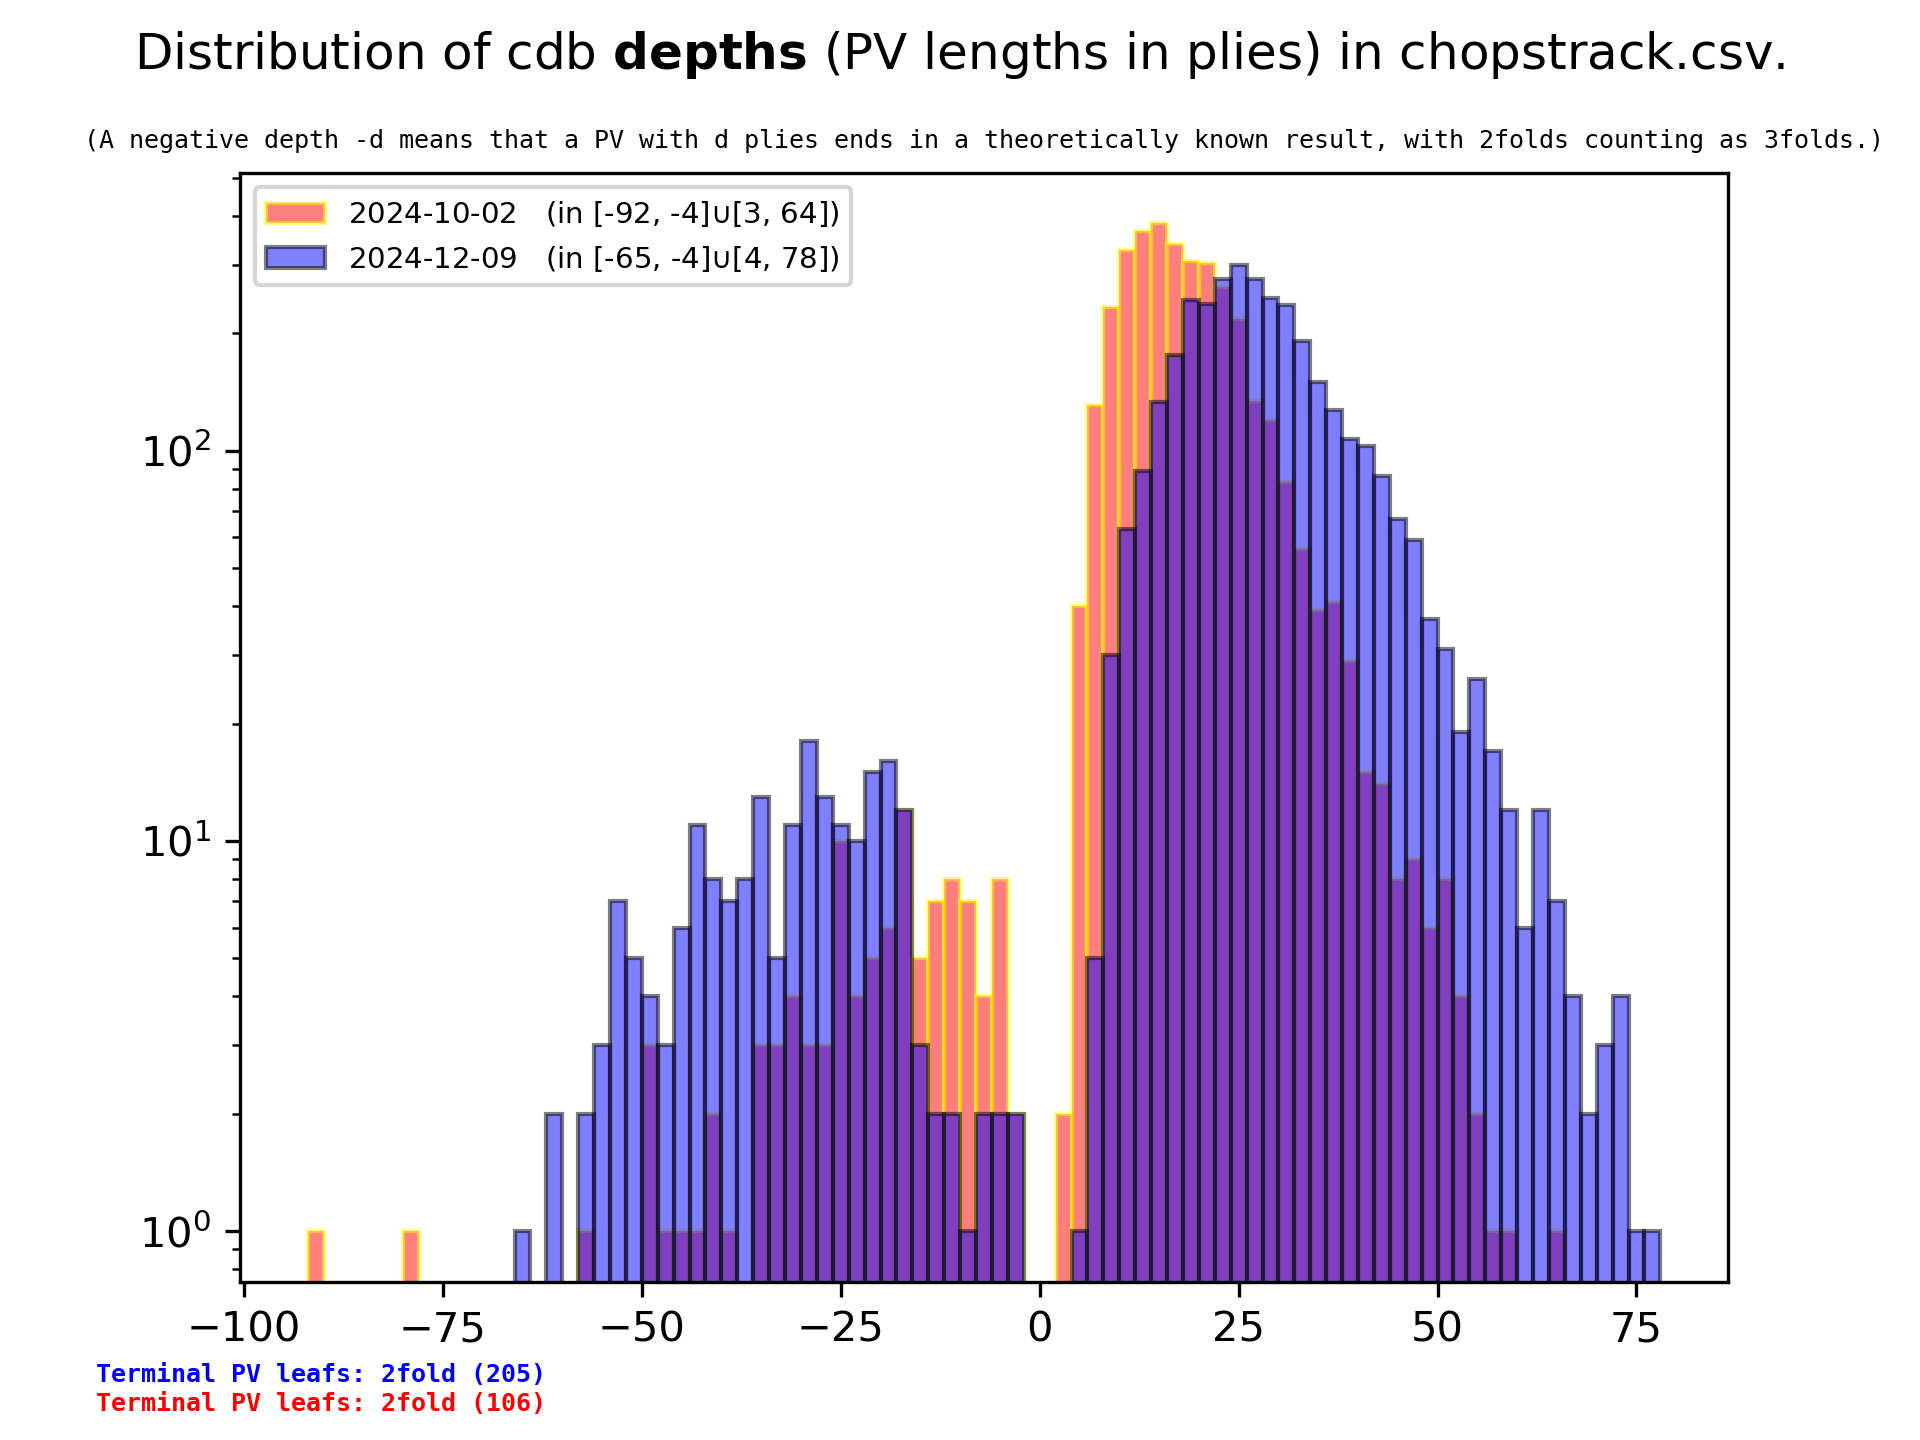 Distribution of cdb depths (PV lengths in plies) in chopstrack.csv.
(A negative depth -d means that a PV with d plies ends in a theoretically known result, with 2folds counting as 3folds.)
2024-10-02 (in [-92, -4]∪[3, 64])
2024-12-09 (in [-65, -4]∪[4, 78])
10²
10¹
10⁰
−100 −75 −50 −25 0 25 50 75
Terminal PV leafs: 2fold (205)
Terminal PV leafs: 2fold (106)